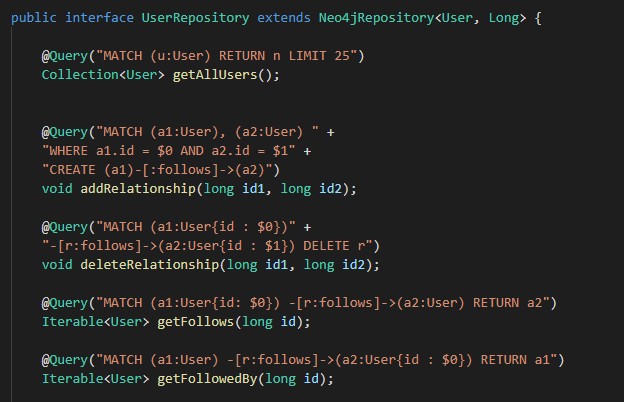 public interface UserRepository extends Neo4jRepository<User, Long> {
@Query("MATCH (u:User) RETURN n LIMIT 25")
Collection<User> getAllUsers();
@Query("MATCH (a1:User), (a2:User) " +
"WHERE a1.id = $0 AND a2.id = $1" +
"CREATE (a1)-[:follows]->(a2)")
void addRelationship(long id1, long id2);
@Query("MATCH (a1:User{id : $0})" +
"-[r:follows]->(a2:User{id : $1}) DELETE r")
void deleteRelationship(long id1, long id2);
@Query("MATCH (a1:User{id: $0}) -[r:follows]->(a2:User) RETURN a2")
Iterable<User> getFollows(long id);
@Query("MATCH (a1:User) -[r:follows]->(a2:User{id : $0}) RETURN a1")
Iterable<User> getFollowedBy(long id);